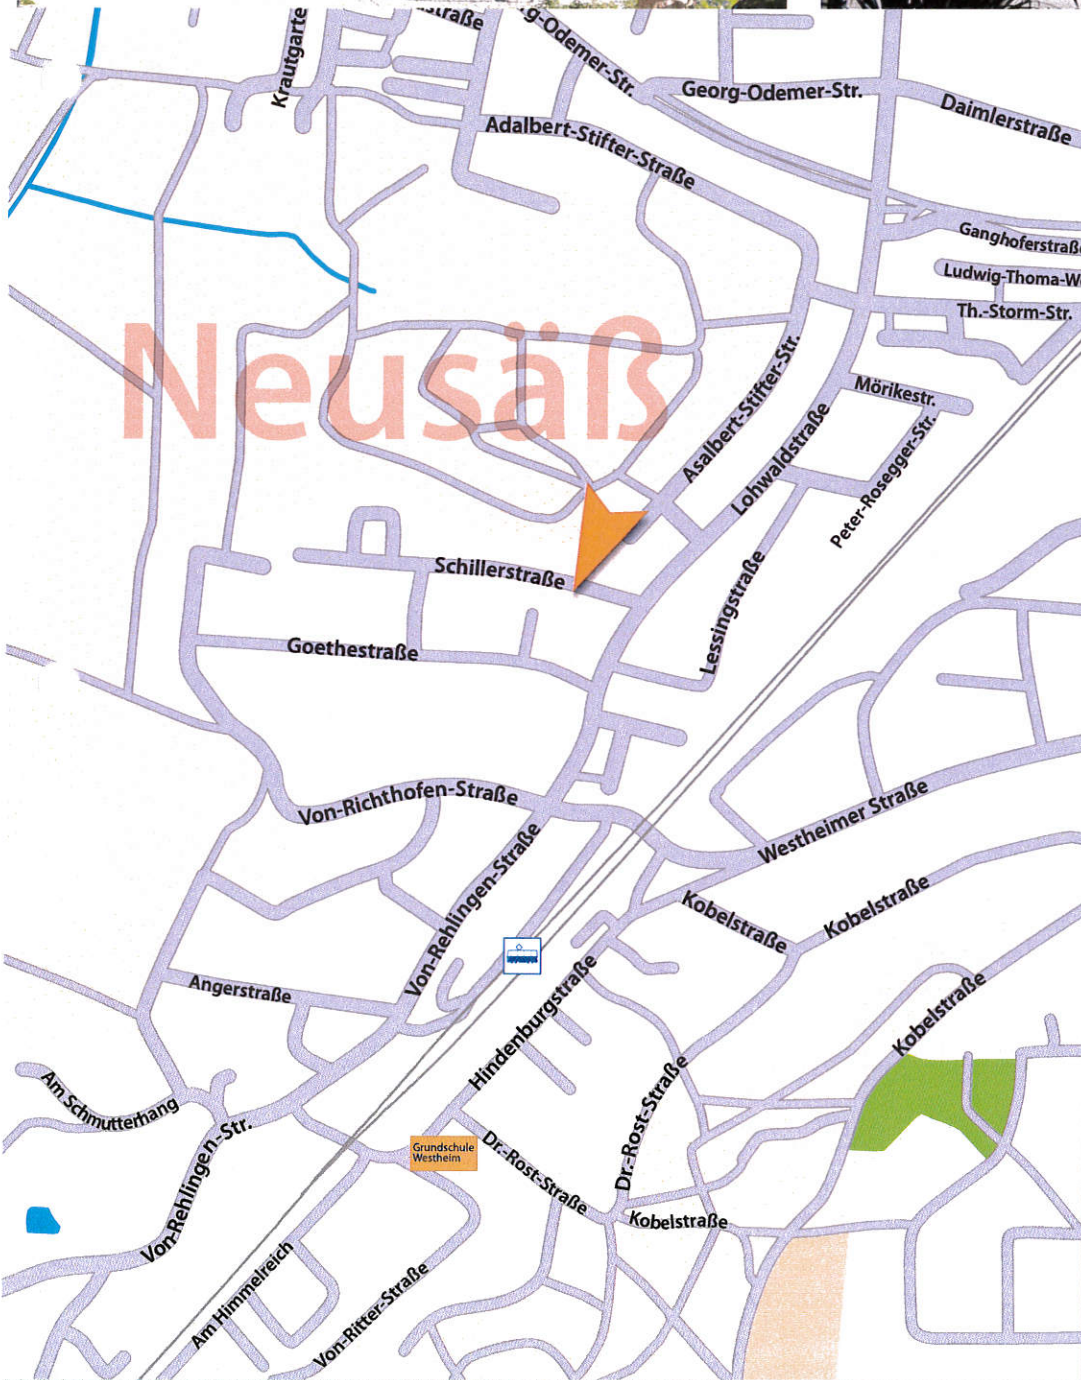 Krautgarte
straße
g-Odemer-Str.
Georg-Odemer-Str.
Daimlerstraße
Adalbert-Stifter-Straße
Ganghoferstraße
Ludwig-Thoma-We
Th.-Storm-Str.
Neusäß
Asalbert-Stifter-Str.
Mörikestr.
Lohwaldstraße
Peter-Rosegger-Str.
Schillerstraße
Lessingstraße
Goethestraße
Von-Richthofen-Straße
Westheimer Straße
Von-Rehlingen-Straße
Kobelstraße
Kobelstraße
Angerstraße
Hindenburgstraße
Kobelstraße
Am Schmutterhang
Von-Rehlingen-Str.
Grundschule
Westheim
Dr.-Rost-Straße
Dr.-Rost-Straße
Kobelstraße
Am Himmelreich
Von-Ritter-Straße